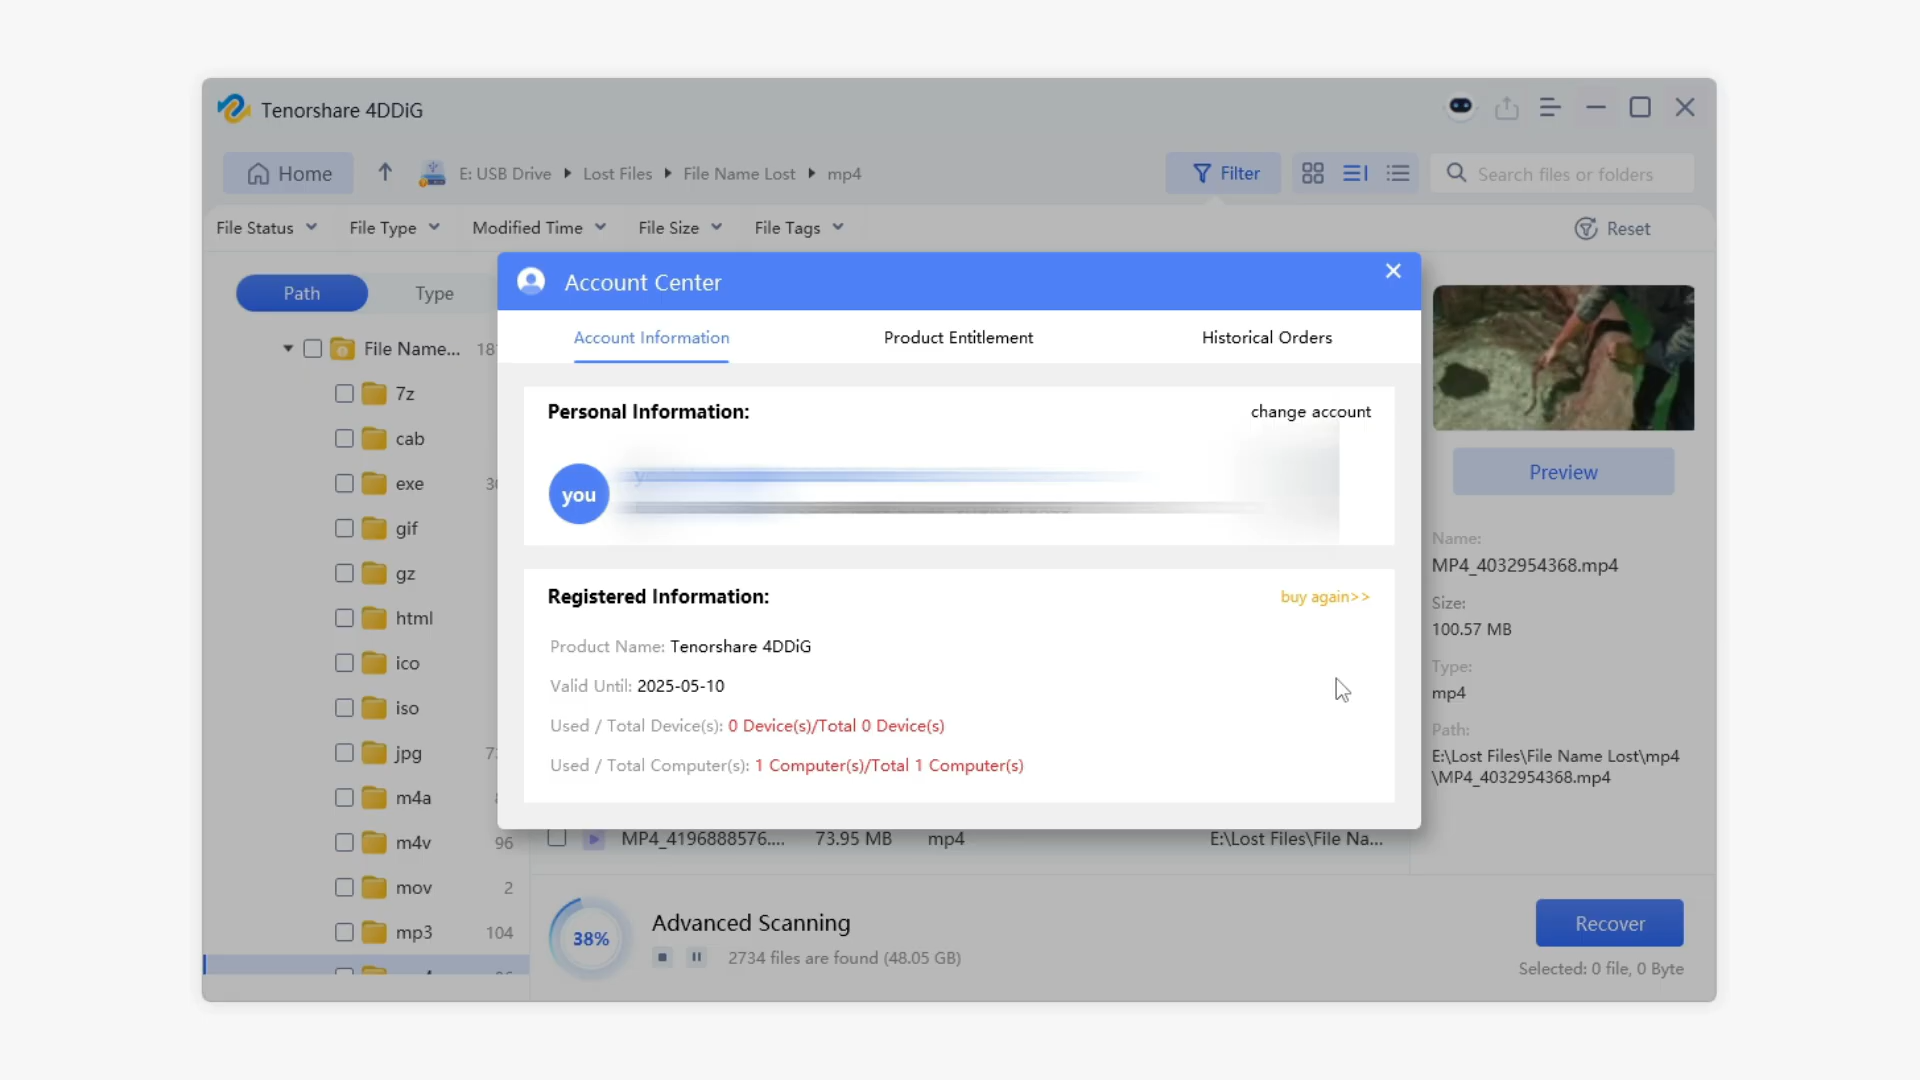 Tenorshare 4DDiG
Home
E: USB Drive
Lost Files
File Name Lost
mp4
Filter
Search files or folders
File Status
File Type
Modified Time
File Size
File Tags
Reset
Path
Type
File Name...
7z
cab
exe
gif
gz
html
ico
iso
jpg
m4a
m4v 96
mov 2
mp3 104
Account Center
Account Information
Product Entitlement
Historical Orders
Personal Information:
change account
you
Registered Information:
buy again>>
Product Name: Tenorshare 4DDiG
Valid Until: 2025-05-10
Used / Total Device(s): 0 Device(s)/Total 0 Device(s)
Used / Total Computer(s): 1 Computer(s)/Total 1 Computer(s)
MP4_4196888576.... 73.95 MB mp4 E:\Lost Files\File Na...
Preview
Name:
MP4_4032954368.mp4
Size:
100.57 MB
Type:
mp4
Path:
E:\Lost Files\File Name Lost\mp4
\MP4_4032954368.mp4
38%
Advanced Scanning
2734 files are found (48.05 GB)
Recover
Selected: 0 file, 0 Byte